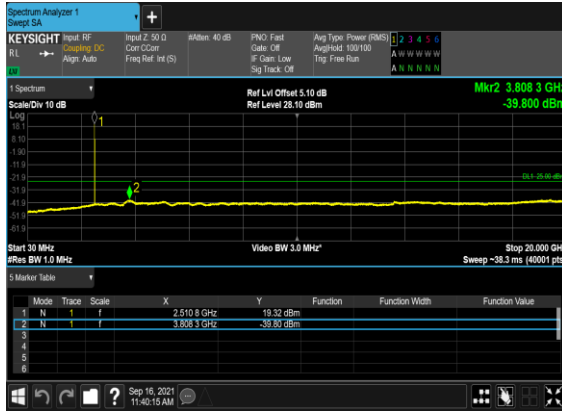 Spectrum Analyzer 1
Swept SA
+
KEYSIGHT Input: RF Input Z: 50 Ω #Atten: 40 dB PNO: Fast Avg Type: Power (RMS) 1 2 3 4 5 6
RL Coupling: DC Corr CCorr Gate: Off Avg|Hold: 100/100 A W W W W W
Align: Auto Freq Ref: Int (S) IF Gain: Low Trig: Free Run
Sig Track: Off A N N N N N
1 Spectrum
Ref Lvl Offset 5.10 dB Mkr2 3.808 3 GHz
Scale/Div 10 dB Ref Level 28.10 dBm -39.800 dBm
Log
1
18.1
8.10
-1.90
-11.9
-21.9 DL1 -25.00 dBm
2
-31.9
-41.9
-51.9
-61.9
Start 30 MHz Video BW 3.0 MHz* Stop 20.000 GH
#Res BW 1.0 MHz Sweep ~38.3 ms (40001 pts
5 Marker Table
Mode Trace Scale X Y Function Function Width Function Value
1 N 1 f 2.510 8 GHz 19.32 dBm
2 N 1 f 3.808 3 GHz -39.80 dBm
3
4
5
6
?
Sep 16, 2021
11:40:15 AM